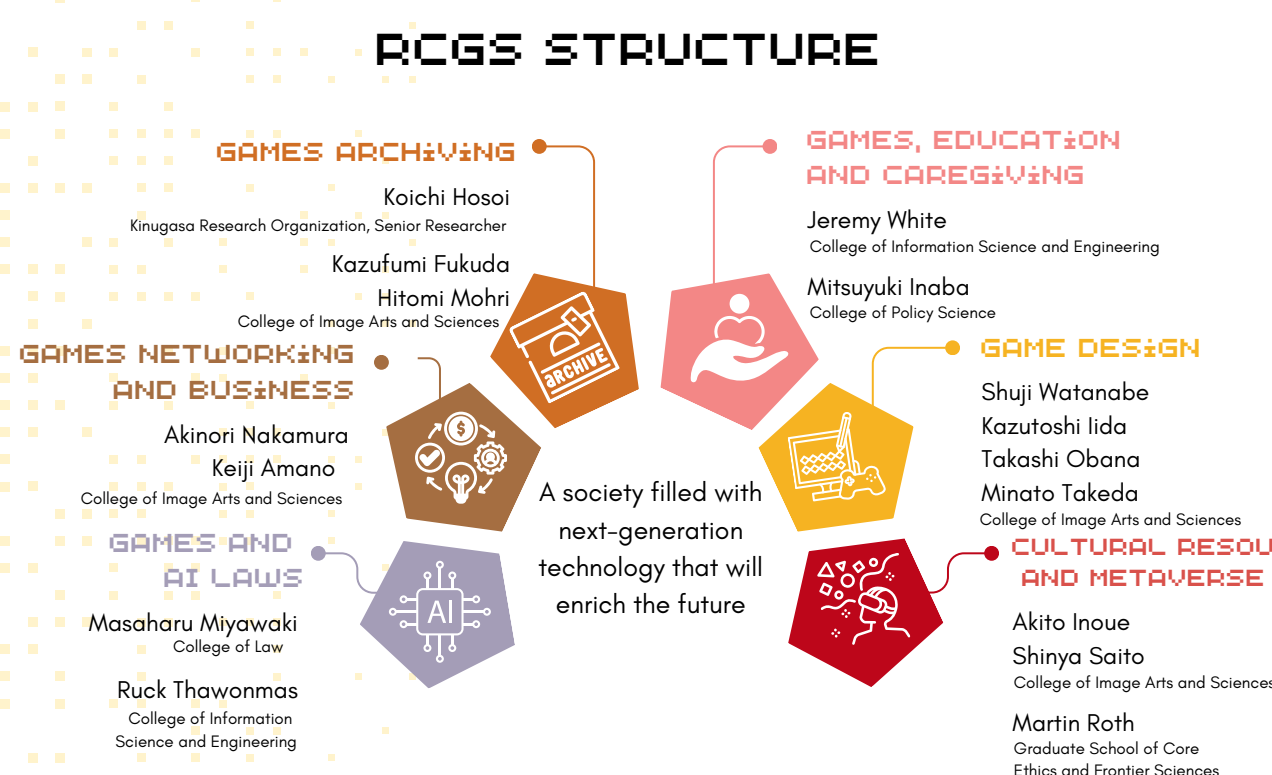 RCGS STRUCTURE
GAMES ARCHIVING
Koichi Hosoi
Kinugasa Research Organization, Senior Researcher
Kazufumi Fukuda
Hitomi Mohri
College of Image Arts and Sciences
GAMES NETWORKING
AND BUSINESS
Akinori Nakamura
Keiji Amano
College of Image Arts and Sciences
GAMES AND
AI LAWS
Masaharu Miyawaki
College of Law
Ruck Thawonmas
College of Information
Science and Engineering
ARCHIVE
$
AI
A society filled with
next-generation
technology that will
enrich the future
GAMES, EDUCATION
AND CAREGIVING
Jeremy White
College of Information Science and Engineering
Mitsuyuki Inaba
College of Policy Science
GAME DESIGN
Shuji Watanabe
Kazutoshi Iida
Takashi Obana
Minato Takeda
College of Image Arts and Sciences
CULTURAL RESOU
AND METAVERSE
Akito Inoue
Shinya Saito
College of Image Arts and Sciences
Martin Roth
Graduate School of Core
Ethics and Frontier Sciences